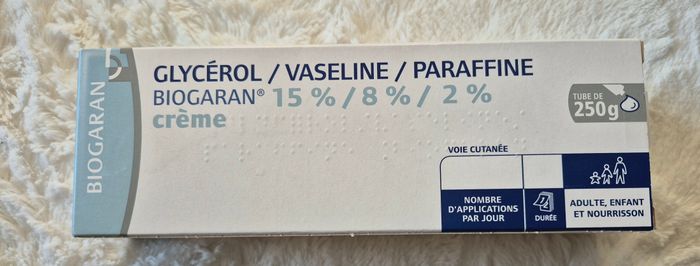 BIOGARAN
GLYCÉROL / VASELINE / PARAFFINE
BIOGARAN® 15 % / 8 % / 2 %
crème
TUBE DE
250g
VOIE CUTANÉE
NOMBRE
D'APPLICATIONS
PAR JOUR
DURÉE
ADULTE, ENFANT
ET NOURRISSON